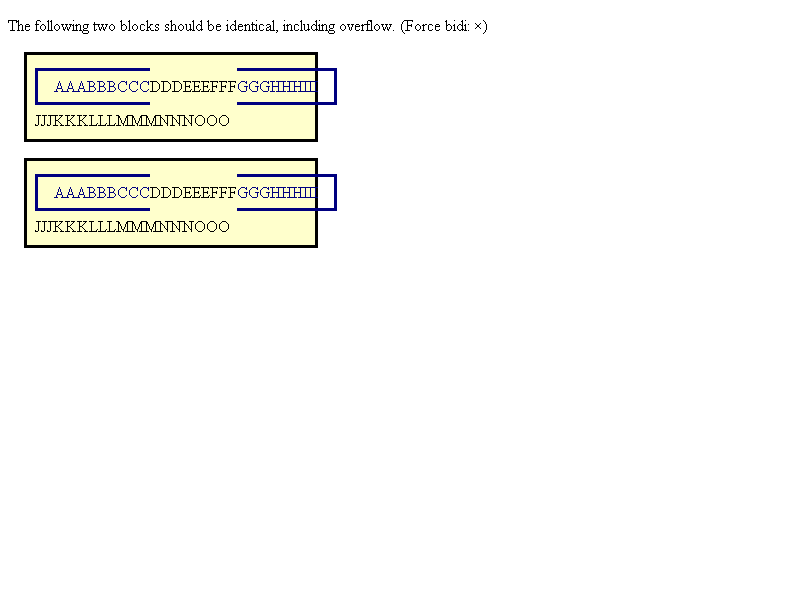 The following two blocks should be identical, including overflow. (Force bidi: ×)
AAABBBCCCDDDEEEFFFGGGHHHIII
JJJKKKLLLMMMNNNOOO
AAABBBCCCDDDEEEFFFGGGHHHIII
JJJKKKLLLMMMNNNOOO